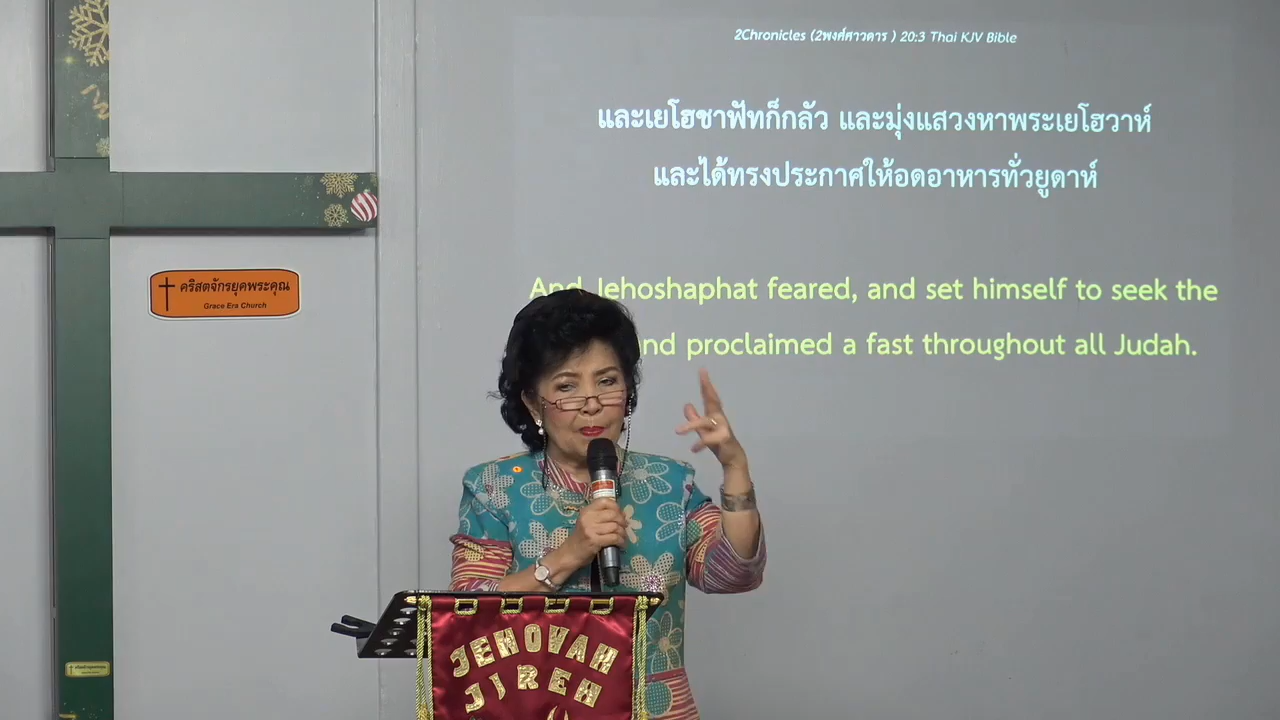 2Chronicles (2พงศ์ศาวดาร ) 20:3 Thai KJV Bible
และเยโฮชาฟัทก็กลัว และมุ่งแสวงหาพระเยโฮวาห์
และได้ทรงประกาศให้อดอาหารทั่วยูดาห์
And Jehoshaphat feared, and set himself to seek the
nd proclaimed a fast throughout all Judah.
คริสตจักรยุคพระคุณ
Grace Era Church
JEHOVAH
JIREH